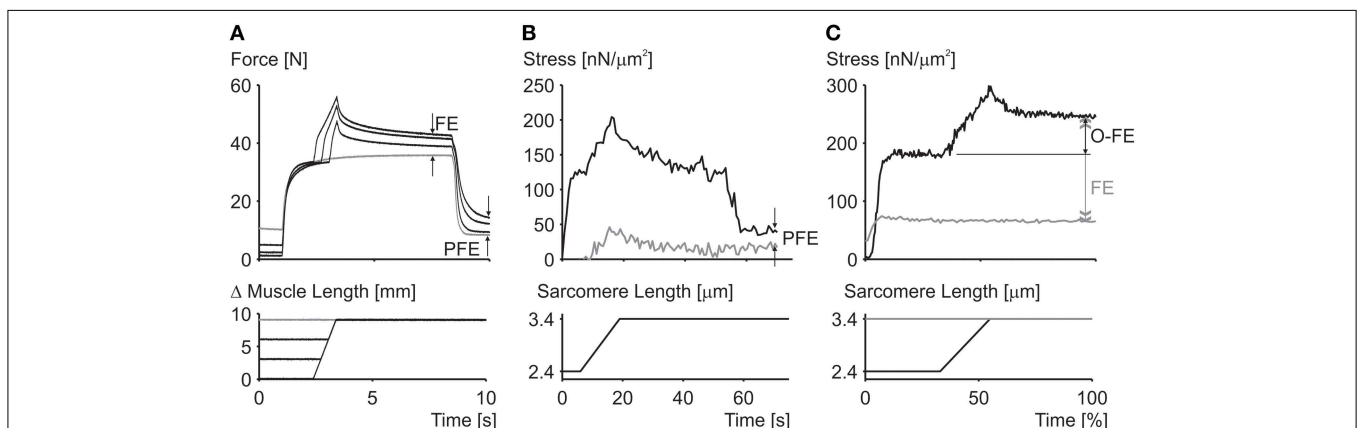 A
Force [N]
60
40
20
0
FE
PFE
Δ Muscle Length [mm]
10
5
0
0
5
10
Time [s]
B
Stress [nN/μm²]
250
200
150
100
50
0
PFE
Sarcomere Length [μm]
3.4
2.4
0
20
40
60
Time [s]
C
Stress [nN/μm²]
300
200
100
0
O-FE
FE
Sarcomere Length [μm]
3.4
2.4
0
50
100
Time [%]